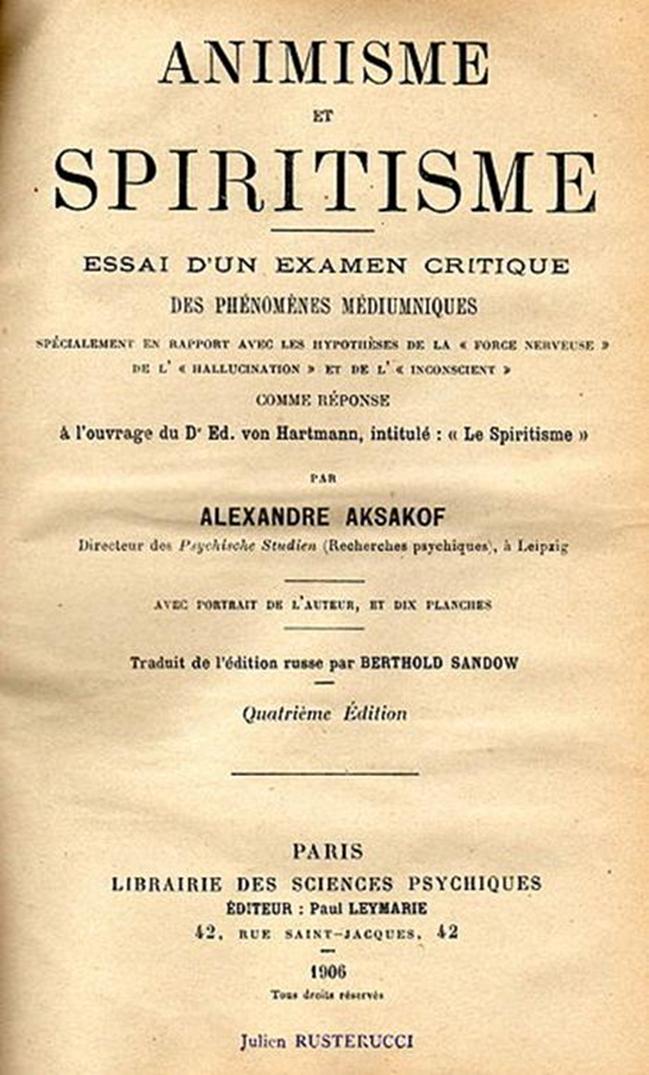 ANIMISME
ET
SPIRITISME
ESSAI D'UN EXAMEN CRITIQUE
DES PHÉNOMÈNES MÉDIUMNIQUES
SPÉCIALEMENT EN RAPPORT AVEC LES HYPOTHÈSES DE LA « FORCE NERVEUSE »
DE L' « HALLUCINATION » ET DE L' « INCONSCIENT »
COMME RÉPONSE
à l'ouvrage du Dr Ed. von Hartmann, intitulé : « Le Spiritisme »
PAR
ALEXANDRE AKSAKOF
Directeur des Psychische Studien (Recherches psychiques), à Leipzig
AVEC PORTRAIT DE L'AUTEUR, ET DIX PLANCHES
Traduit de l'édition russe par BERTHOLD SANDOW
Quatrième Édition
PARIS
LIBRAIRIE DES SCIENCES PSYCHIQUES
ÉDITEUR : Paul LEYMARIE
42, RUE SAINT-JACQUES, 42
1906
Tous droits réservés
Julien RUSTERUCCI